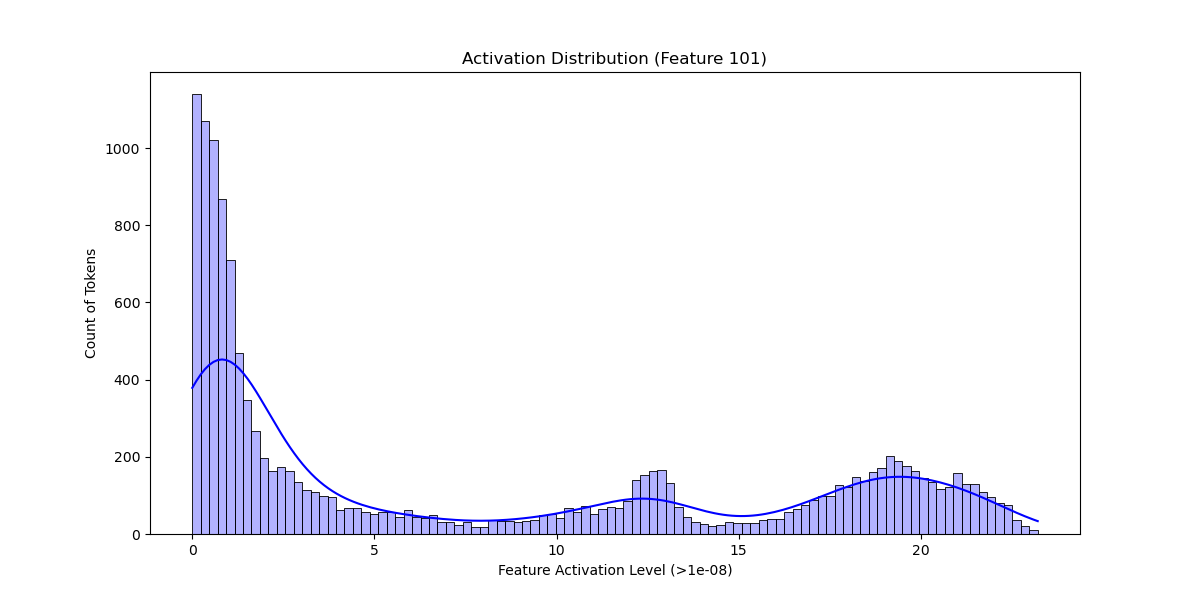 Activation Distribution (Feature 101)
Count of Tokens
1000
800
600
400
200
0
0 5 10 15 20
Feature Activation Level (>1e-08)